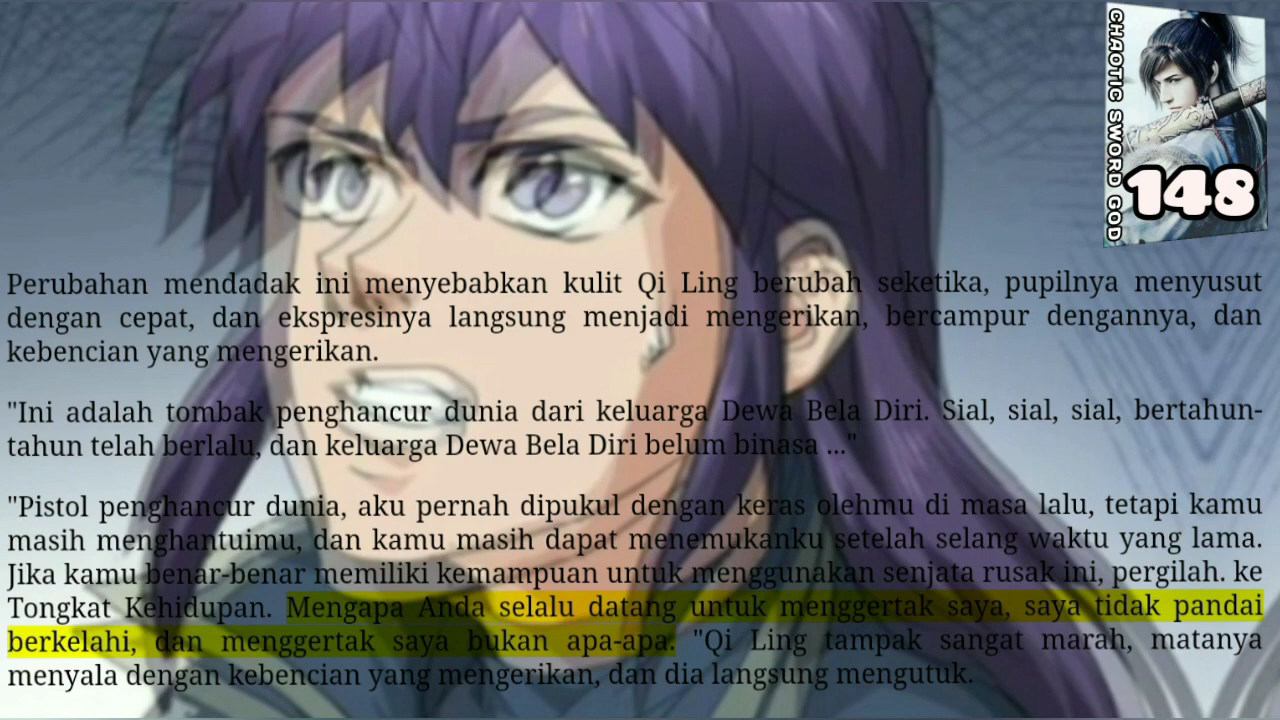 CHAOTIC SWORD GOD
148
Perubahan mendadak ini menyebabkan kulit Qi Ling berubah seketika, pupilnya menyusut
dengan cepat, dan ekspresinya langsung menjadi mengerikan, bercampur dengannya, dan
kebencian yang mengerikan.
"Ini adalah tombak penghancur dunia dari keluarga Dewa Bela Diri. Sial, sial, sial, bertahun-
tahun telah berlalu, dan keluarga Dewa Bela Diri belum binasa ..."
"Pistol penghancur dunia, aku pernah dipukul dengan keras olehmu di masa lalu, tetapi kamu
masih menghantuimu, dan kamu masih dapat menemukanku setelah selang waktu yang lama.
Jika kamu benar-benar memiliki kemampuan untuk menggunakan senjata rusak ini, pergilah. ke
Tongkat Kehidupan. Mengapa Anda selalu datang untuk menggertak saya, saya tidak pandai
berkelahi, dan menggertak saya bukan apa-apa. "Qi Ling tampak sangat marah, matanya
menyala dengan kebencian yang mengerikan, dan dia langsung mengutuk.